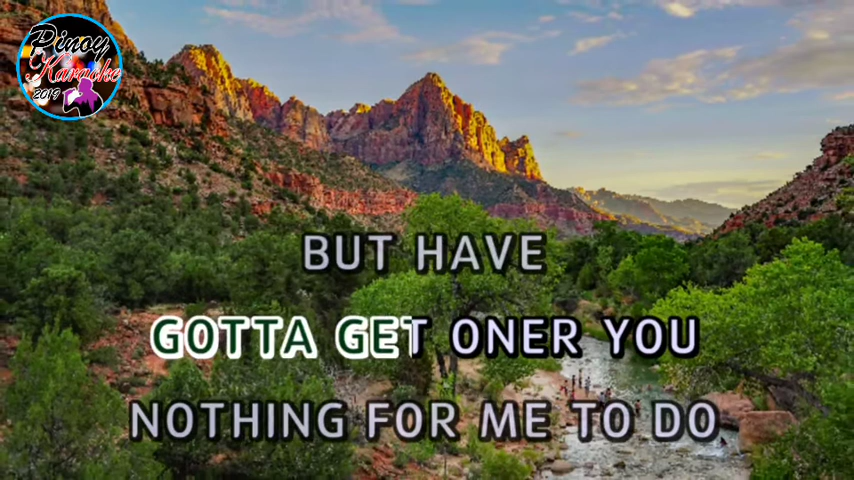 Pinoy
Karaoke
2019
BUT HAVE
GOTTA GET ONER YOU
NOTHING FOR ME TO DO